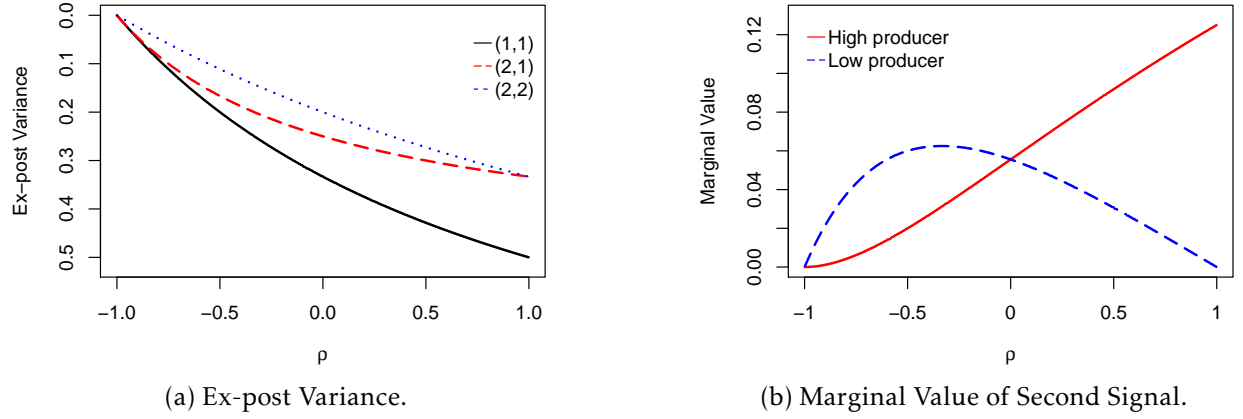 Ex−post Variance
0.0
0.1
0.2
0.3
0.4
0.5
(1,1)
(2,1)
(2,2)
−1.0
−0.5
0.0
0.5
1.0
ρ
(a) Ex-post Variance.
Marginal Value
0.12
0.08
0.04
0.00
High producer
Low producer
−1
−0.5
0
0.5
1
ρ
(b) Marginal Value of Second Signal.